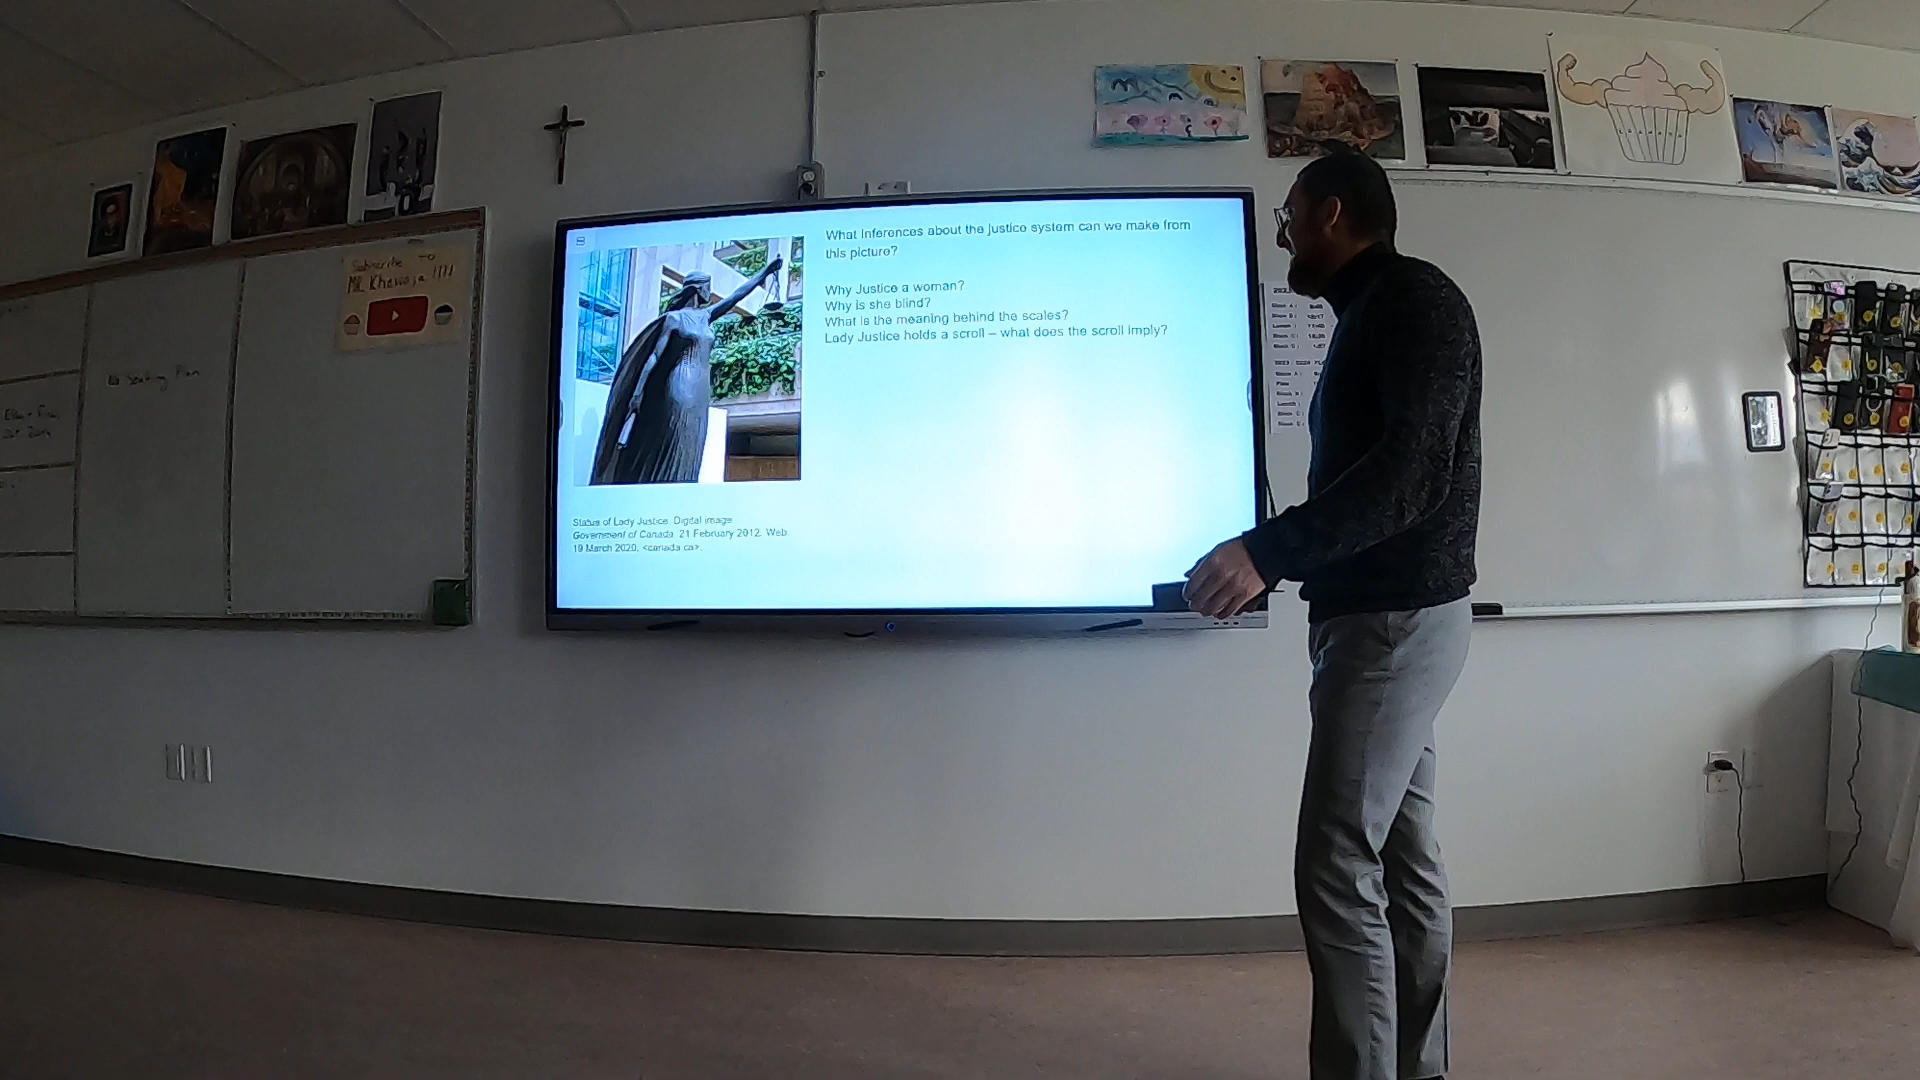 Subscribe to
Mr. Khawaja !!!!
No Seating Plan
What inferences about the justice system can we make from
this picture?
Why Justice a woman?
Why is she blind?
What is the meaning behind the scales?
Lady Justice holds a scroll – what does the scroll imply?
Statue of Lady Justice. Digital image.
Government of Canada. 21 February 2012. Web.
19 March 2020. <canada.ca>.